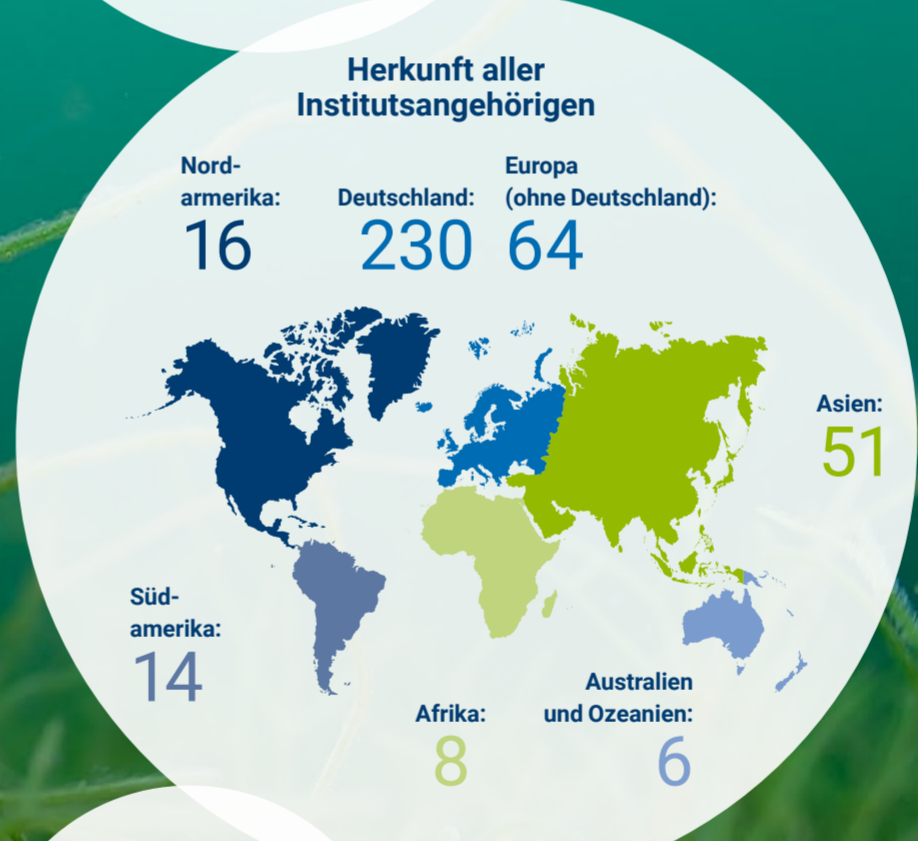 Herkunft aller
Institutsangehörigen
Nord-
armerika:
16
Deutschland:
230
Europa
(ohne Deutschland):
64
Asien:
51
Süd-
amerika:
14
Afrika:
8
Australien
und Ozeanien:
6